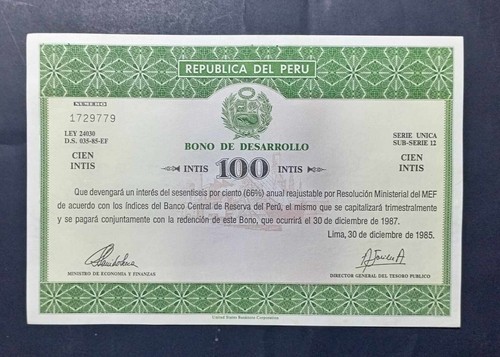 REPUBLICA DEL PERU
NUMERO
1729779
LEY 24030
D.S. 035-85-EF
SERIE UNICA
SUB-SERIE 12
BONO DE DESARROLLO
CIEN
INTIS
INTIS 100 INTIS
CIEN
INTIS
Que devengará un interés del sesentiseis por ciento (66%) anual reajustable por Resolución Ministerial del MEF
de acuerdo con los índices del Banco Central de Reserva del Perú, el mismo que se capitalizará trimestralmente
y se pagará conjuntamente con la redención de este Bono, que ocurrirá el 30 de diciembre de 1987.
Lima, 30 de diciembre de 1985.
MINISTRO DE ECONOMIA Y FINANZAS
DIRECTOR GENERAL DEL TESORO PUBLICO
United States Banknote Corporation